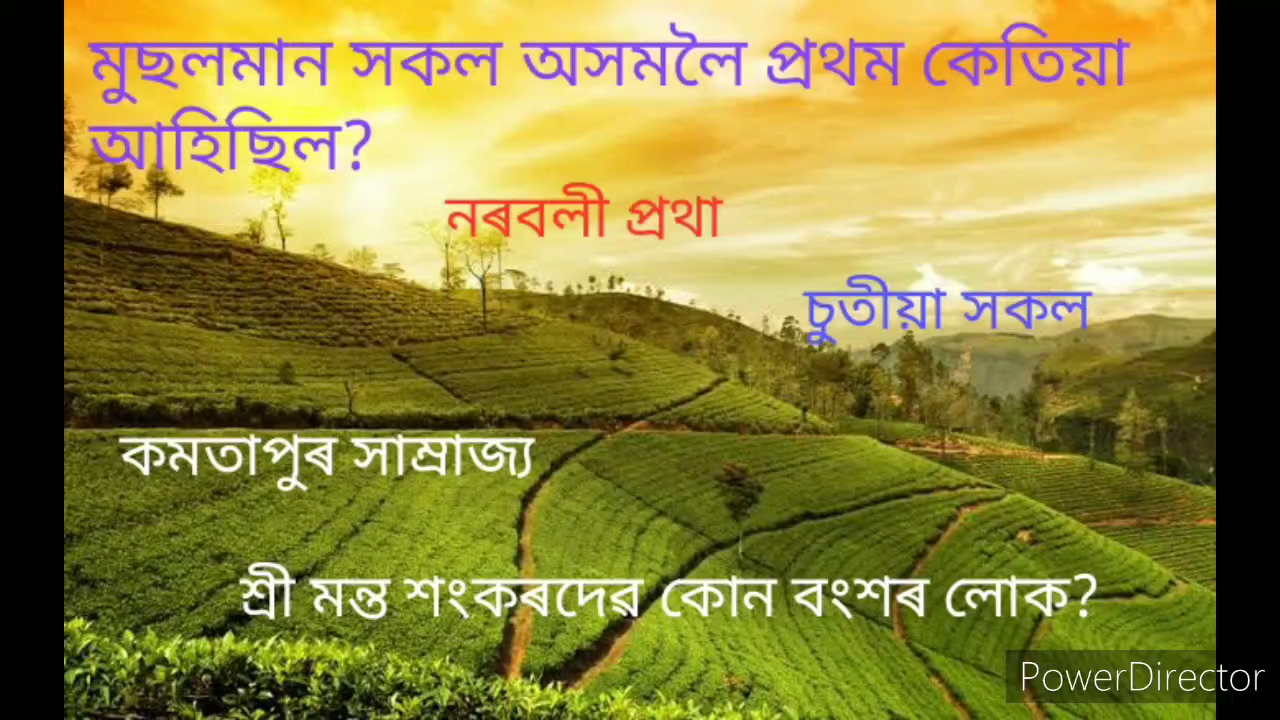 মুছলমান সকল অসমলৈ প্ৰথম কেতিয়া
আহিছিল?
নৰবলী প্ৰথা
চুতীয়া সকল
কমতাপুৰ সাম্ৰাজ্য
শ্ৰী মন্ত শংকৰদেৱ কোন বংশৰ লোক?
PowerDirector